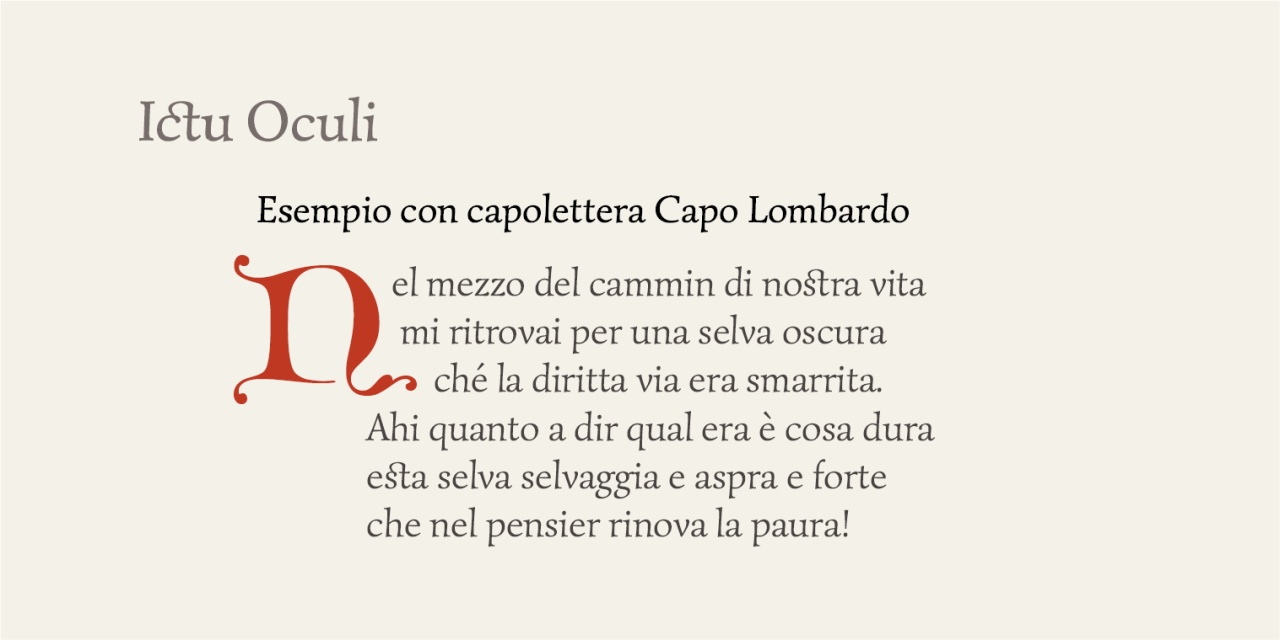 Ictu Oculi
Esempio con capolettera Capo Lombardo
Nel mezzo del cammin di nostra vita
mi ritrovai per una selva oscura
ché la diritta via era smarrita.
Ahi quanto a dir qual era è cosa dura
esta selva selvaggia e aspra e forte
che nel pensier rinova la paura!